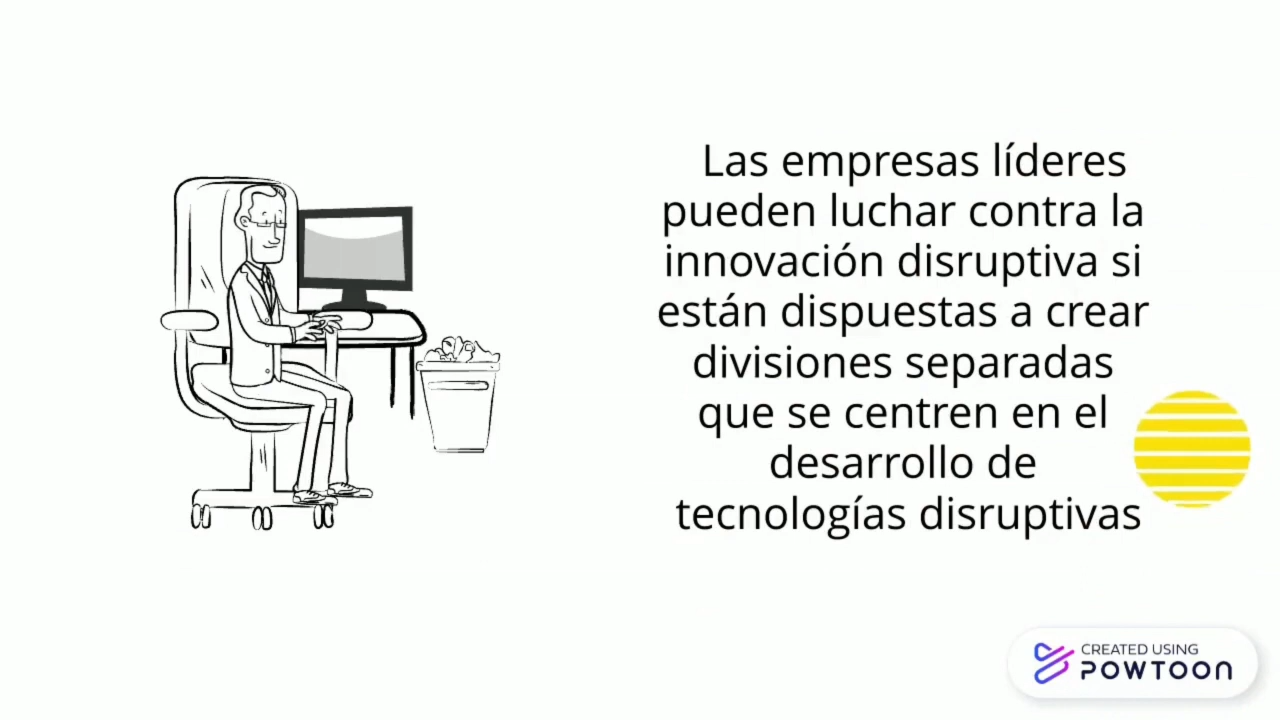 Las empresas líderes
pueden luchar contra la
innovación disruptiva si
están dispuestas a crear
divisiones separadas
que se centren en el
desarrollo de
tecnologías disruptivas
CREATED USING
POWTOON